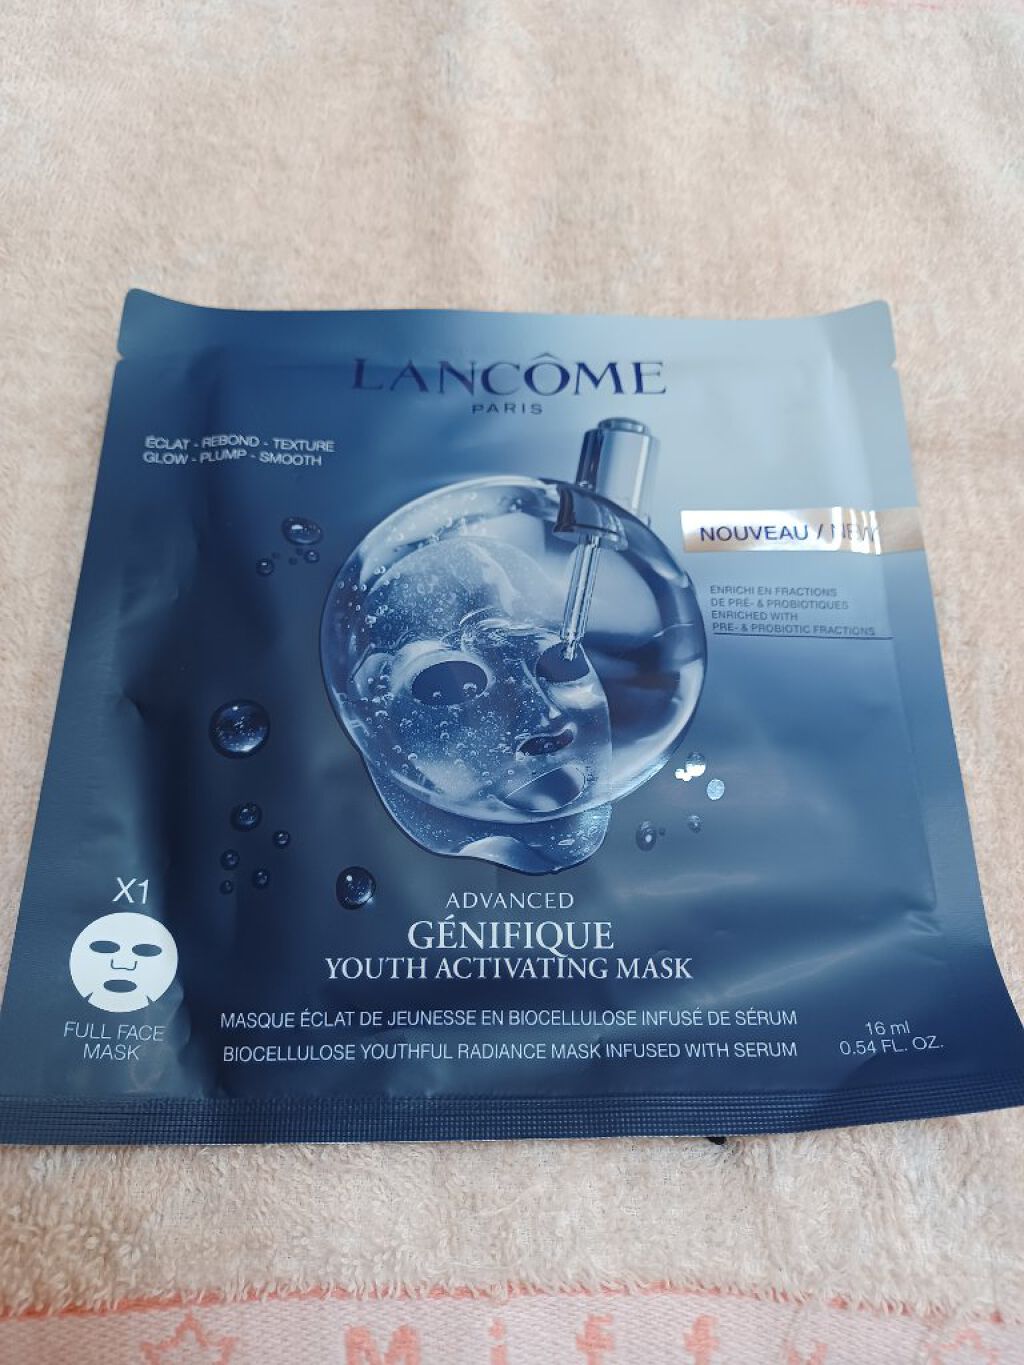 LANCÔME
PARIS
ÉCLAT - REBOND - TEXTURE
GLOW - PLUMP - SMOOTH
NOUVEAU / NEW
ENRICHI EN FRACTIONS
DE PRÉ- & PROBIOTIQUES
ENRICHED WITH
PRE- & PROBIOTIC FRACTIONS
X1
FULL FACE
MASK
ADVANCED
GÉNIFIQUE
YOUTH ACTIVATING MASK
MASQUE ÉCLAT DE JEUNESSE EN BIOCELLULOSE INFUSÉ DE SÉRUM
BIOCELLULOSE YOUTHFUL RADIANCE MASK INFUSED WITH SERUM
16 ml
0.54 FL. OZ.
Miffy